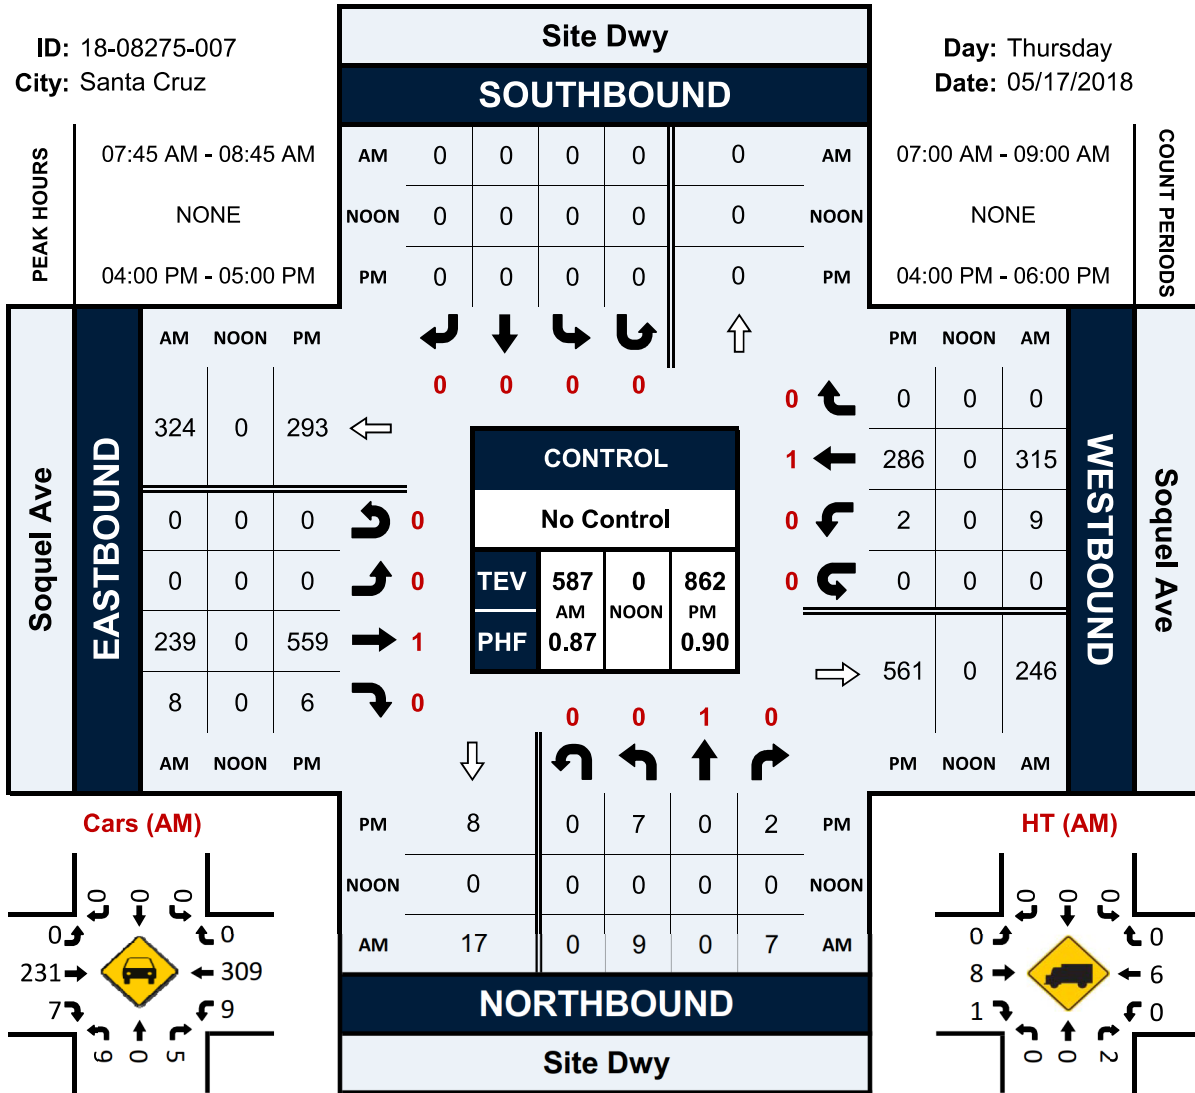 ID: 18-08275-007
City: Santa Cruz
Site Dwy
SOUTHBOUND
Day: Thursday
Date: 05/17/2018
PEAK HOURS
07:45 AM - 08:45 AM
NONE
04:00 PM - 05:00 PM
AM 0 0 0 0 0 AM
NOON 0 0 0 0 0 NOON
PM 0 0 0 0 0 PM
07:00 AM - 09:00 AM
NONE
04:00 PM - 06:00 PM
COUNT PERIODS
0 0 0 0
Soquel Ave
EASTBOUND
AM NOON PM
324 0 293
0 0 0 0
0 0 0 0
239 0 559 1
8 0 6 0
AM NOON PM
CONTROL
No Control
TEV 587 0 862
AM NOON PM
PHF 0.87 0.90
PM NOON AM
0 0 0 0
1 286 0 315
0 2 0 9
0 0 0 0
561 0 246
PM NOON AM
WESTBOUND
Soquel Ave
0 0 1 0
PM 8 0 7 0 2 PM
NOON 0 0 0 0 0 NOON
AM 17 0 9 0 7 AM
NORTHBOUND
Site Dwy
Cars (AM)
0 0 0
0 0
231 309
7 9
9 0 5
HT (AM)
0 0 0
0 0
8 6
1 0
0 0 2